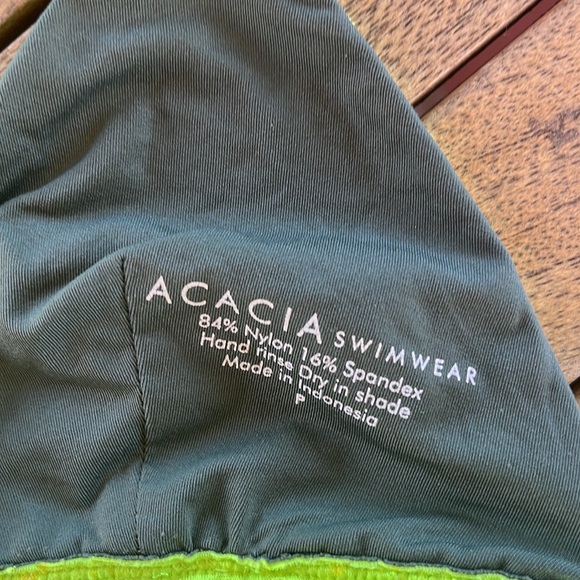 ACACIA SWIMWEAR
84% Nylon 16% Spandex
Hand rinse Dry in shade
Made in Indonesia
P